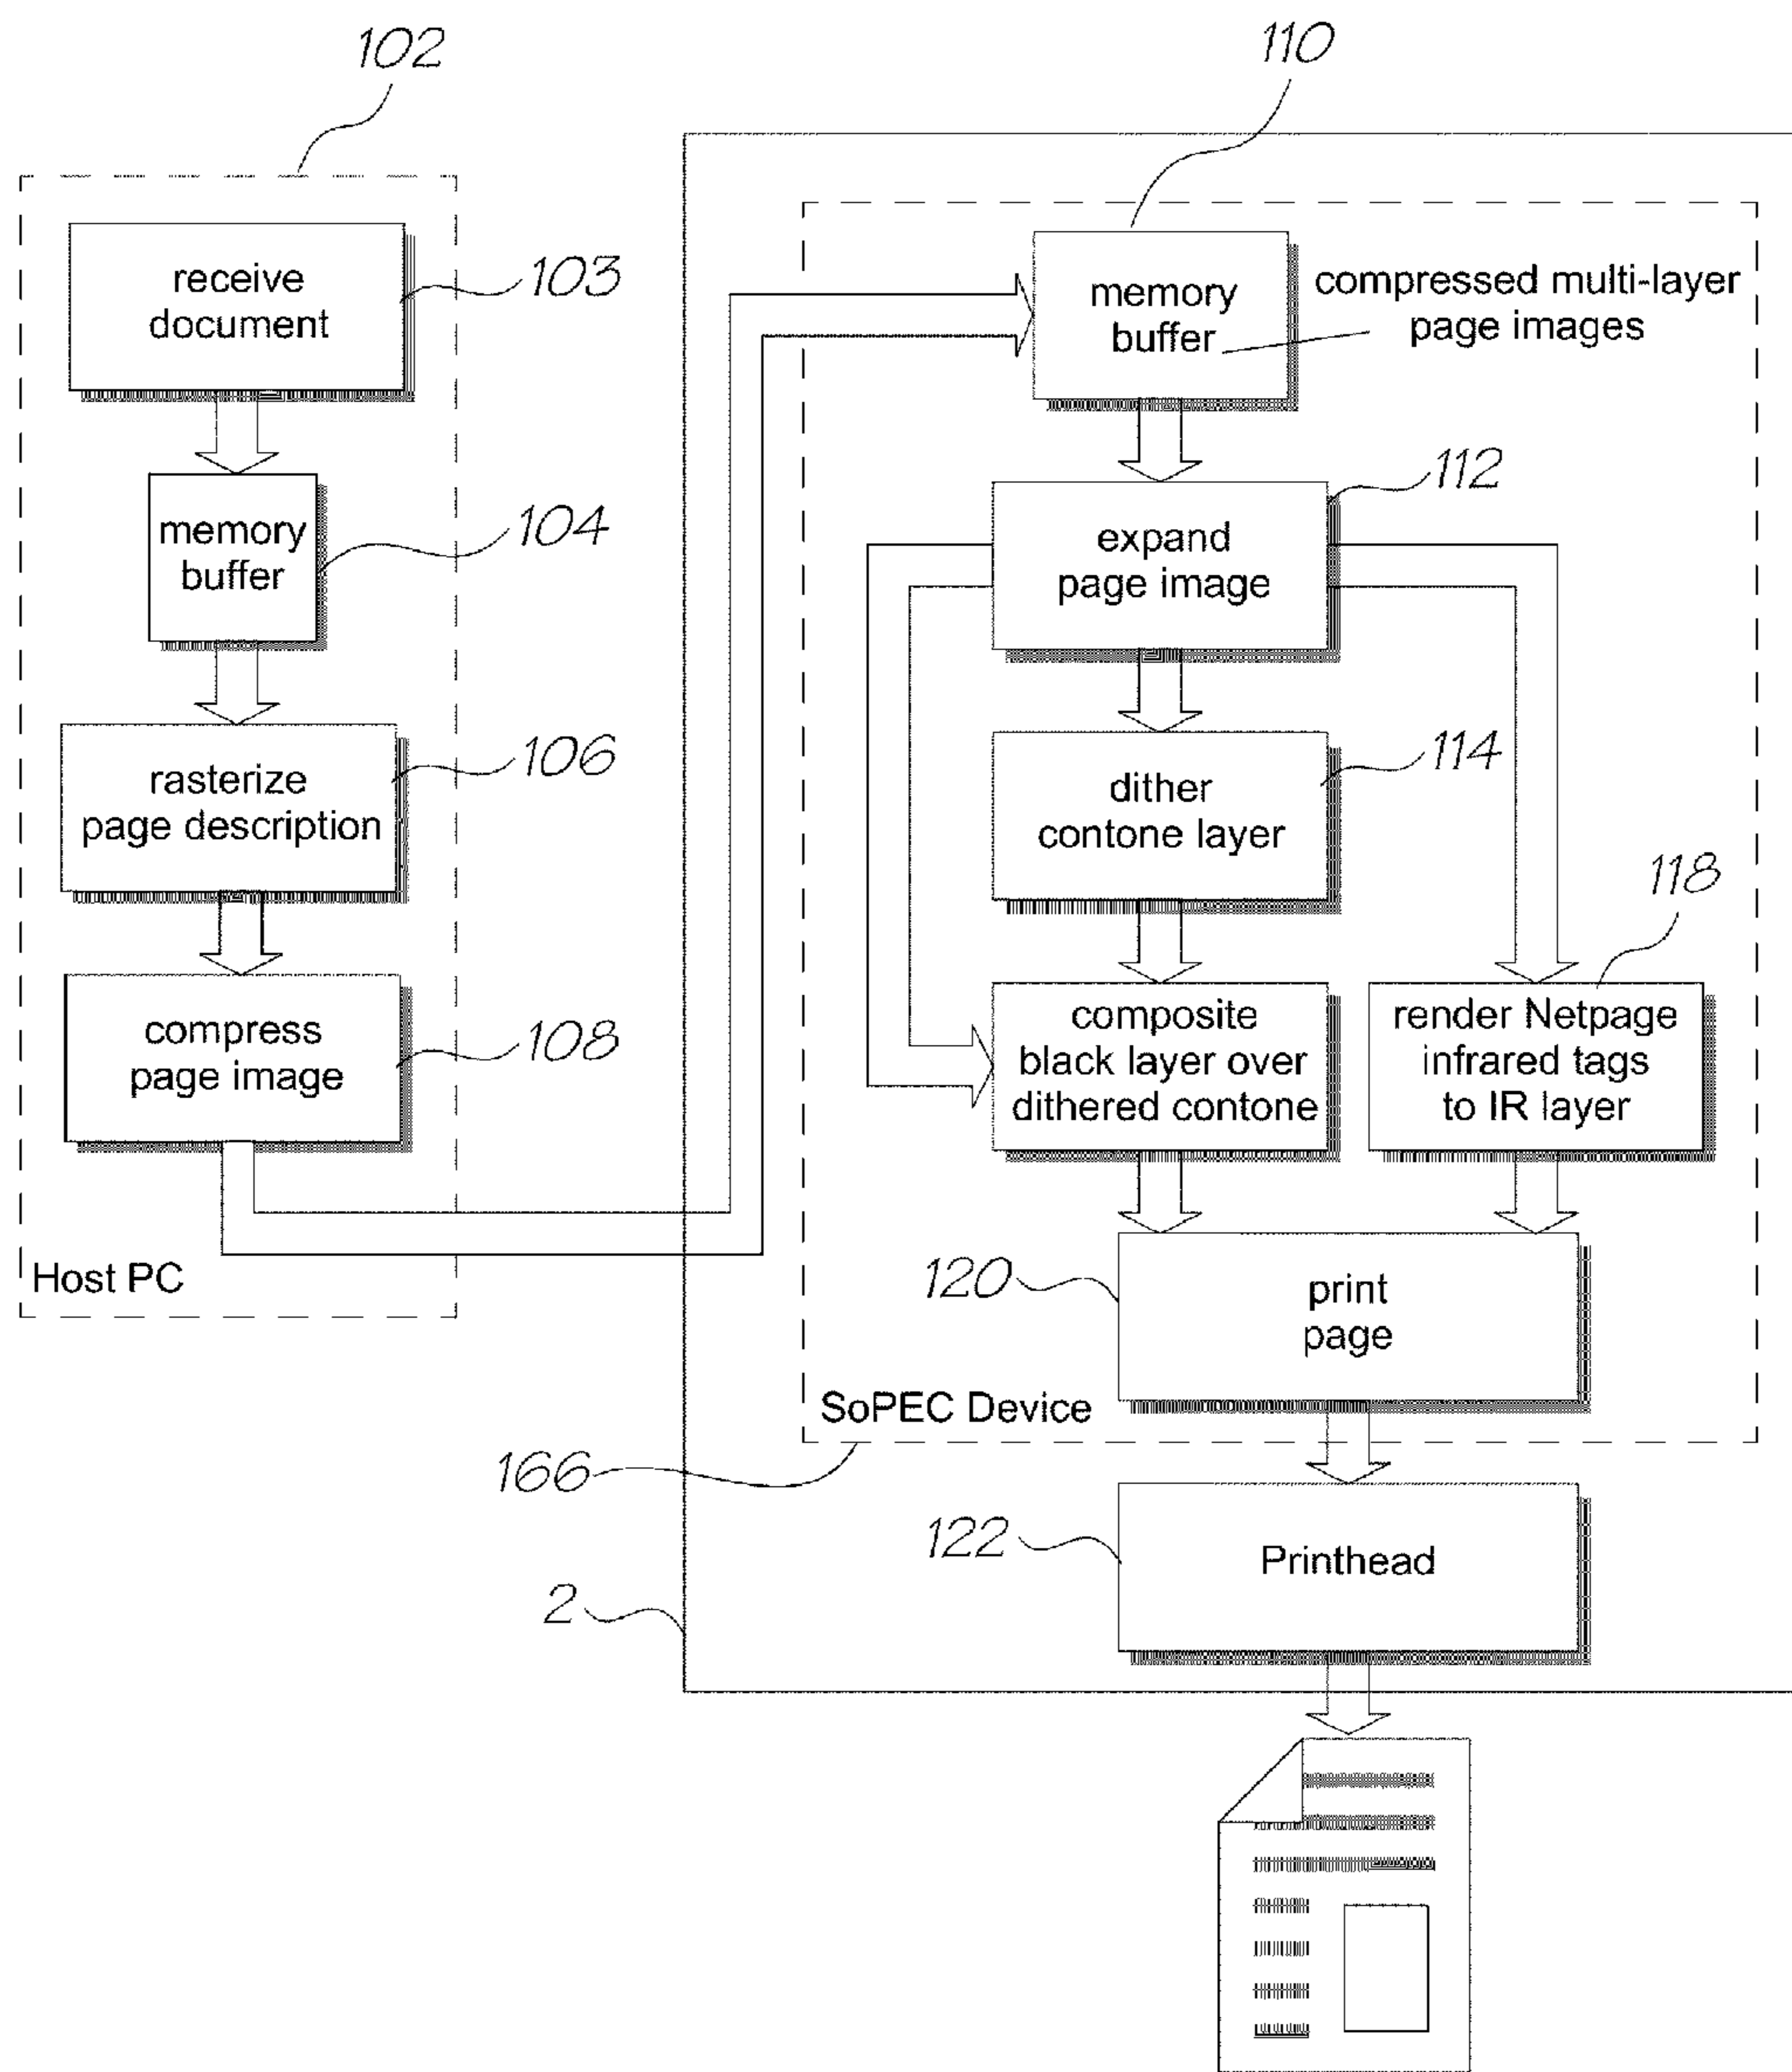 102
110
receive
document
103
memory
buffer
compressed multi-layer
page images
memory
buffer
104
expand
page image
112
rasterize
page description
106
dither
contone layer
114
118
compress
page image
108
composite
black layer over
dithered contone
render Netpage
infrared tags
to IR layer
Host PC
120
print
page
SoPEC Device
166
122
Printhead
2